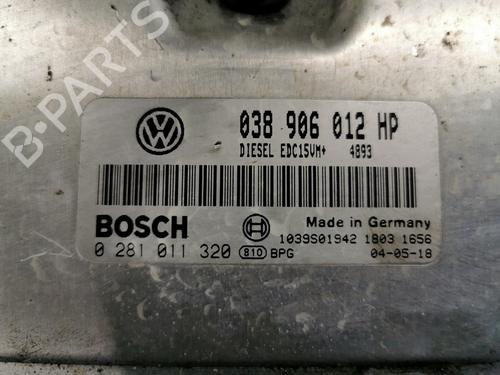 038 906 012 HP
DIESEL EDC15VM+ 4893
BOSCH
Made in Germany
0 281 011 320 810 BPG
1039S01942 1803 1656
04-05-18
B-Parts